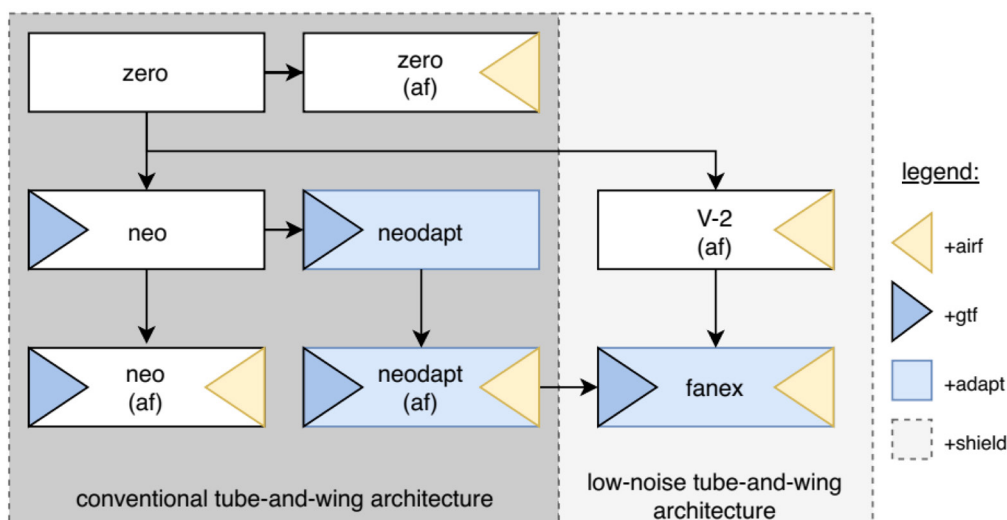 zero
zero
(af)
neo
neodapt
V-2
(af)
neo
(af)
neodapt
(af)
fanex
conventional tube-and-wing architecture
low-noise tube-and-wing
architecture
legend:
+airf
+gtf
+adapt
+shield